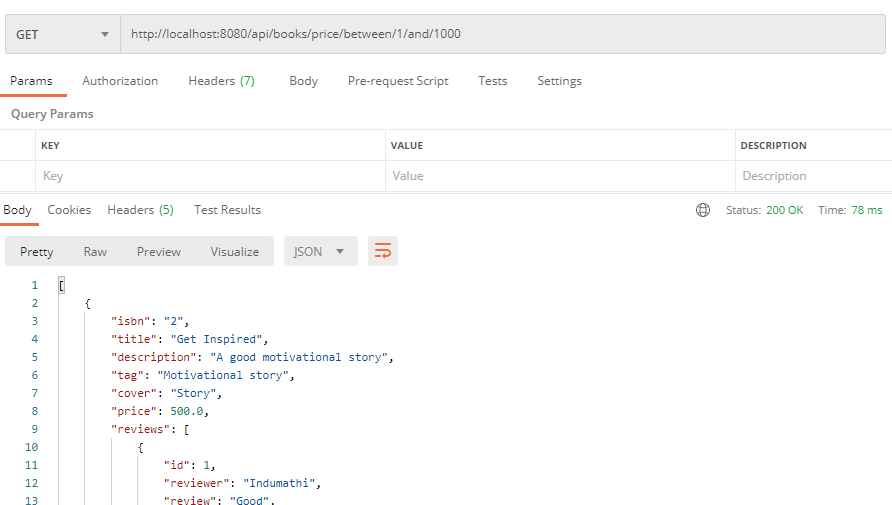 GET http://localhost:8080/api/books/price/between/1/and/1000
Params Authorization Headers (7) Body Pre-request Script Tests Settings
Query Params
KEY VALUE DESCRIPTION
Key Value Description
Body Cookies Headers (5) Test Results Status: 200 OK Time: 78 ms
Pretty Raw Preview Visualize JSON
1 [
2 {
3 "isbn": "2",
4 "title": "Get Inspired",
5 "description": "A good motivational story",
6 "tag": "Motivational story",
7 "cover": "Story",
8 "price": 500.0,
9 "reviews": [
10 {
11 "id": 1,
12 "reviewer": "Indumathi",
13 "review": "Good",